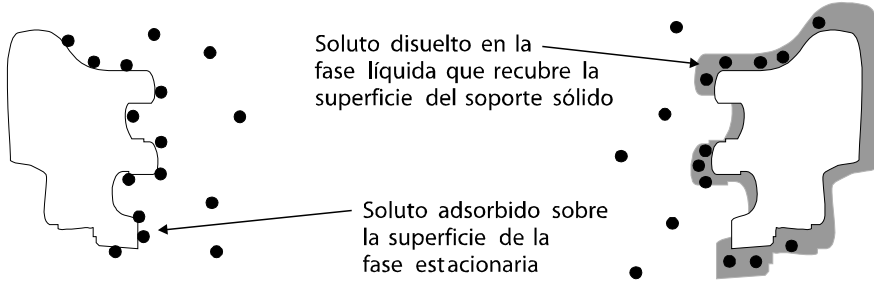 Soluto disuelto en la
fase líquida que recubre la
superficie del soporte sólido
Soluto adsorbido sobre
la superficie de la
fase estacionaria